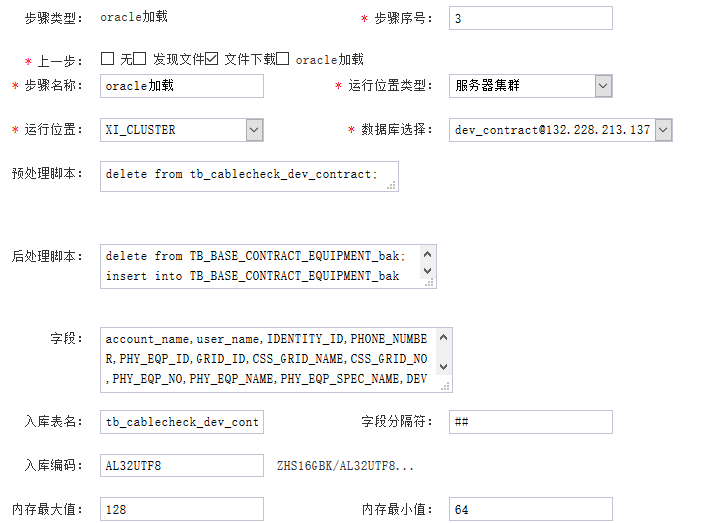 步骤类型： oracle加载 * 步骤序号： 3
* 上一步： 无 发现文件 文件下载 oracle加载
* 步骤名称： oracle加载 * 运行位置类型： 服务器集群
* 运行位置： XI_CLUSTER * 数据库选择： dev_contract@132.228.213.137
预处理脚本： delete from tb_cablecheck_dev_contract;
后处理脚本： delete from TB_BASE_CONTRACT_EQUIPMENT_bak;
insert into TB_BASE_CONTRACT_EQUIPMENT_bak
字段： account_name,user_name,IDENTITY_ID,PHONE_NUMBE
R,PHY_EQP_ID,GRID_ID,CSS_GRID_NAME,CSS_GRID_NO
,PHY_EQP_NO,PHY_EQP_NAME,PHY_EQP_SPEC_NAME,DEV
入库表名： tb_cablecheck_dev_cont 字段分隔符： ##
入库编码： AL32UTF8 ZHS16GBK/AL32UTF8...
内存最大值： 128 内存最小值： 64